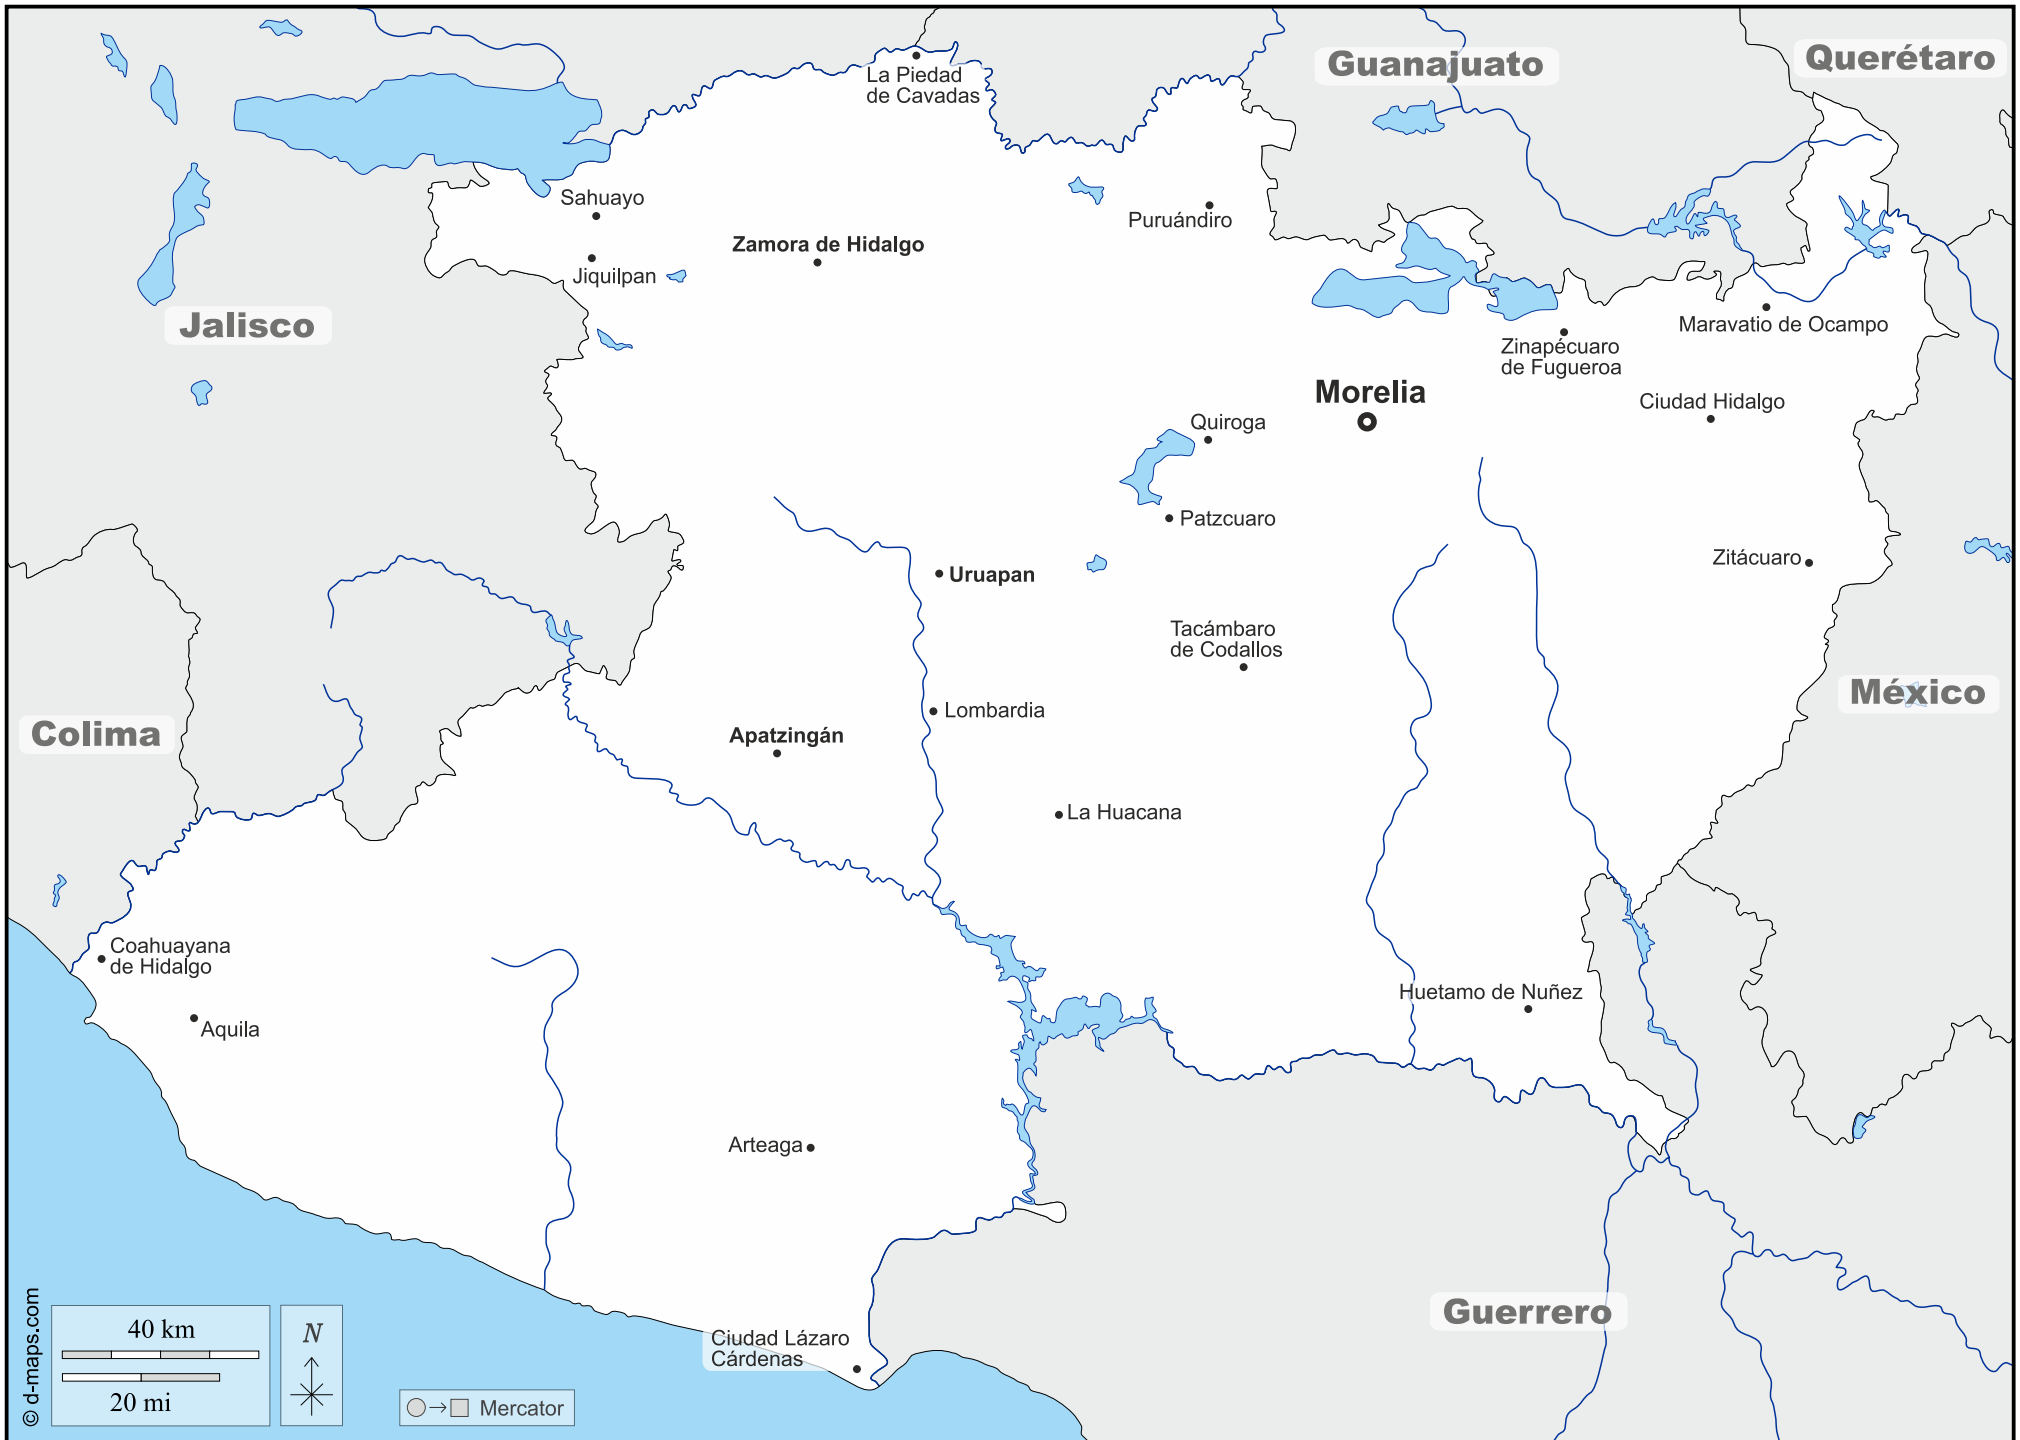 Guanajuato
Querétaro
La Piedad
de Cavadas
Sahuayo
Puruándiro
Zamora de Hidalgo
Jiquilpan
Jalisco
Maravatio de Ocampo
Zinapécuaro
de Fugueroa
Morelia
Ciudad Hidalgo
Quiroga
Patzcuaro
Zitácuaro
Uruapan
Tacámbaro
de Codallos
México
Lombardia
Colima
Apatzingán
La Huacana
Coahuayana
de Hidalgo
Huetamo de Nuñez
Aquila
Arteaga
Guerrero
Ciudad Lázaro
Cárdenas
© d-maps.com
40 km
20 mi
N
Mercator